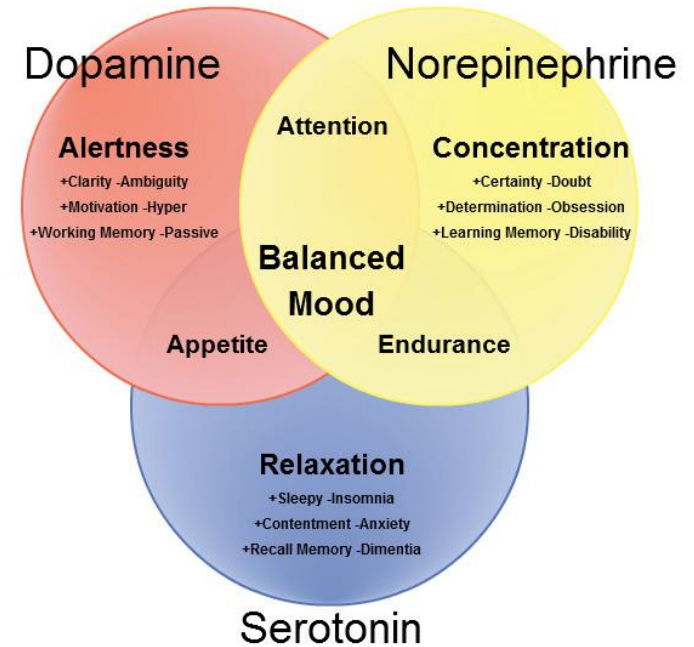 Dopamine
Norepinephrine
Attention
Alertness
+Clarity -Ambiguity
+Motivation -Hyper
+Working Memory -Passive
Concentration
+Certainty -Doubt
+Determination -Obsession
+Learning Memory -Disability
Balanced
Mood
Appetite
Endurance
Relaxation
+Sleepy -Insomnia
+Contentment -Anxiety
+Recall Memory -Dimentia
Serotonin